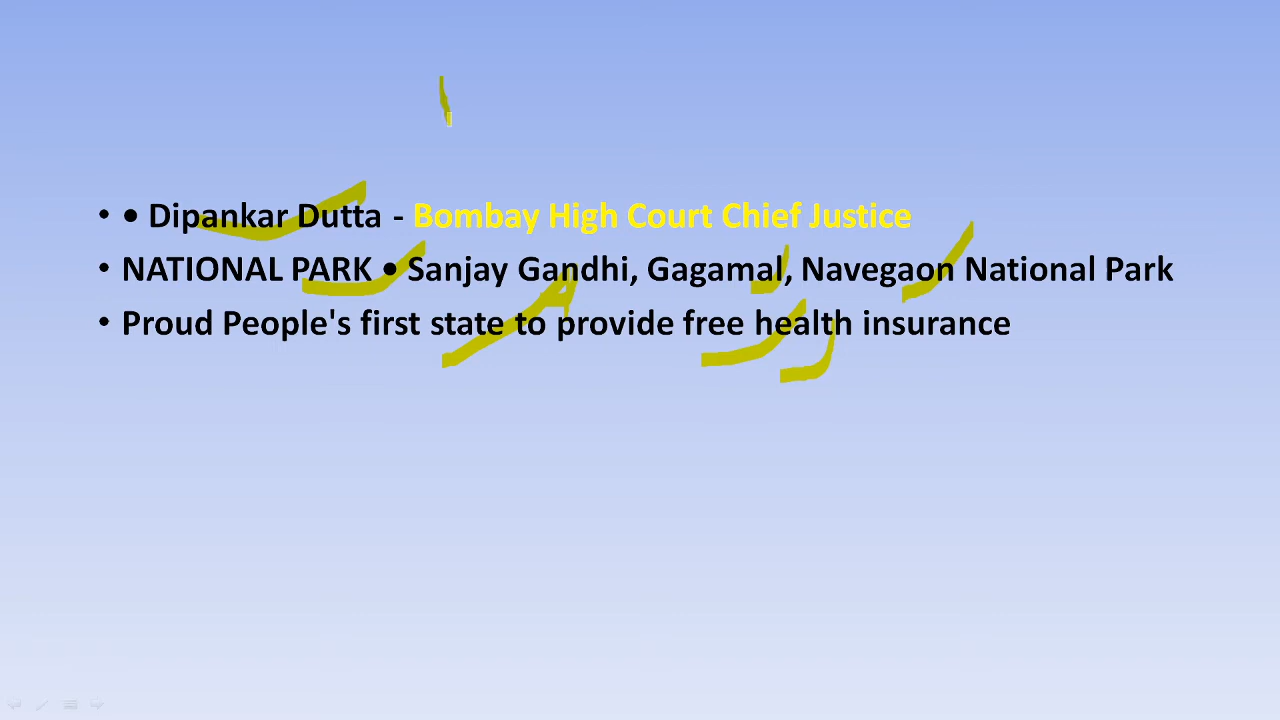 • • Dipankar Dutta - Bombay High Court Chief Justice
• NATIONAL PARK • Sanjay Gandhi, Gagamal, Navegaon National Park
• Proud People's first state to provide free health insurance